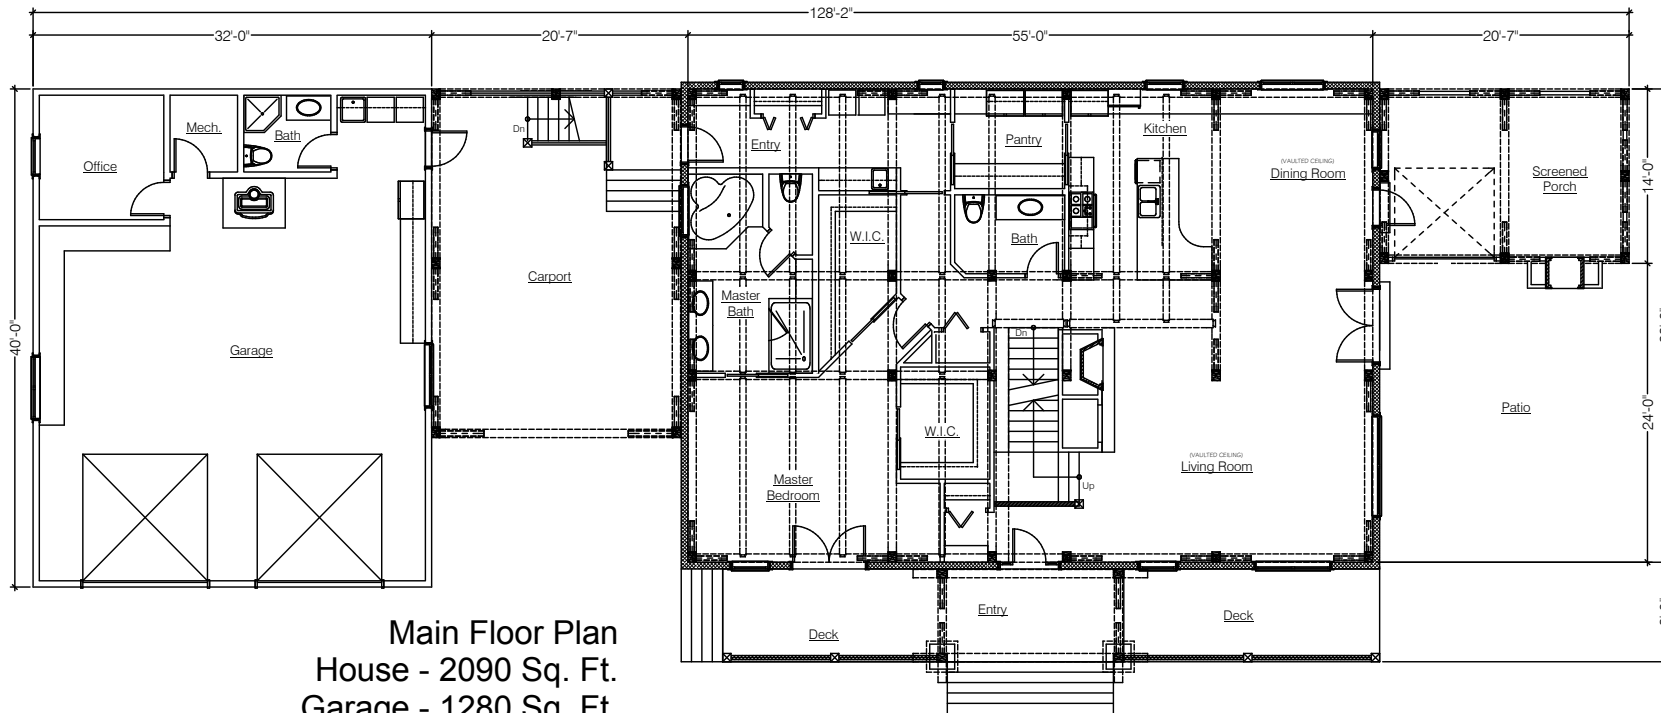 128'-2"
32'-0"
20'-7"
55'-0"
20'-7"
Mech.
Bath
Office
Dn
Entry
Pantry
Kitchen
(VAULTED CEILING)
Dining Room
Screened
Porch
14'-0"
W.I.C.
Bath
Carport
Master
Bath
40'-0"
Garage
Dn
Patio
24'-0"
W.I.C.
(VAULTED CEILING)
Living Room
Master
Bedroom
Up
Entry
Deck
Deck
Main Floor Plan
House - 2090 Sq. Ft.
Garage - 1280 Sq. Ft.